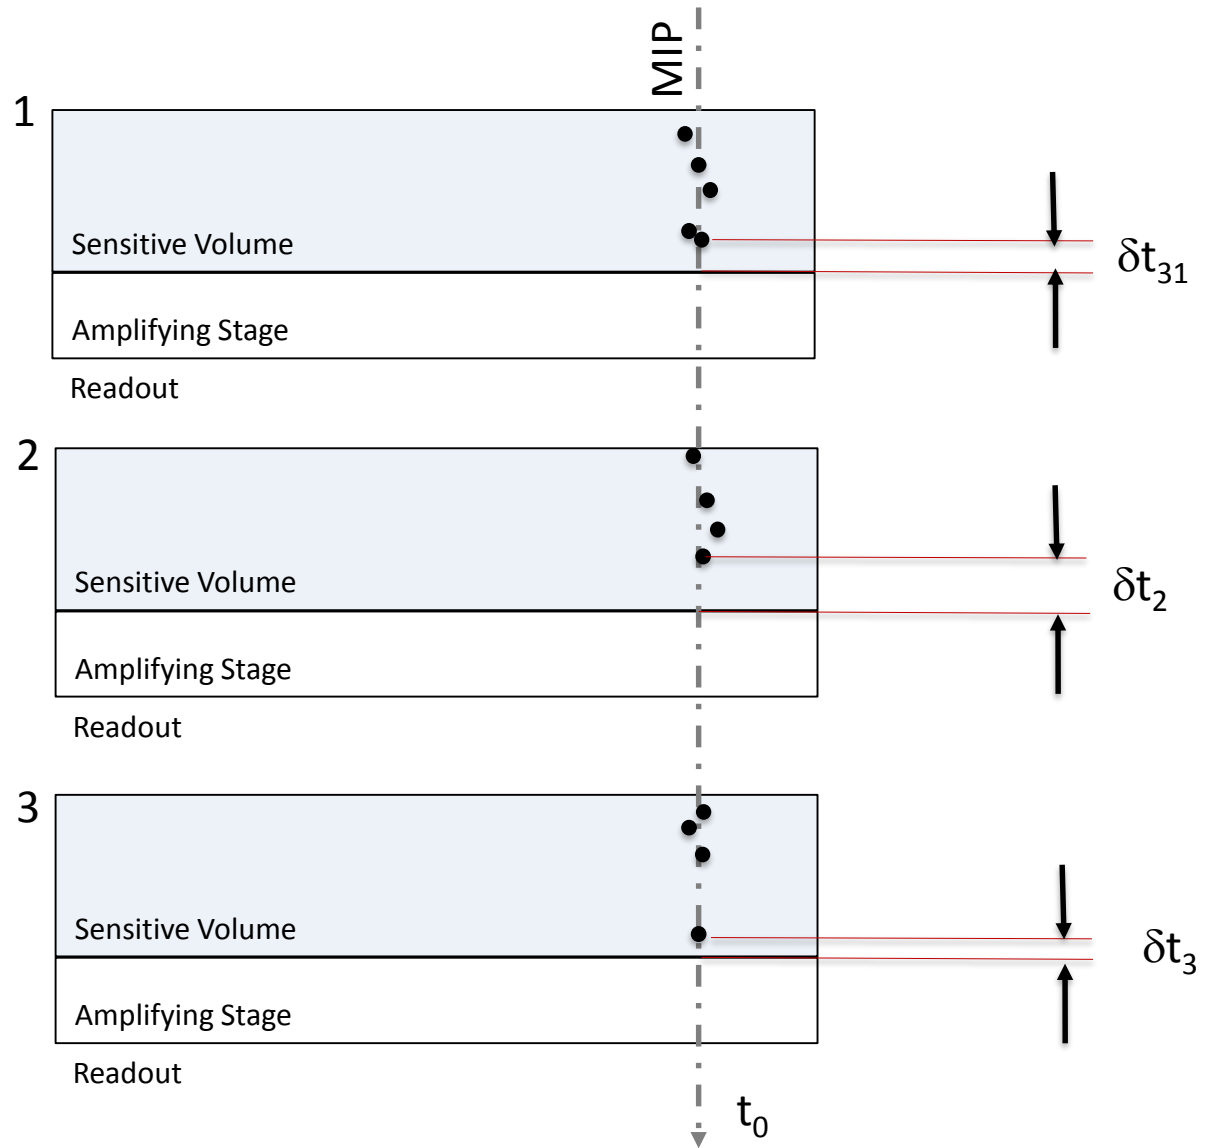 MIP
1
Sensitive Volume
δt₃₁
Amplifying Stage
Readout
2
Sensitive Volume
δt₂
Amplifying Stage
Readout
3
Sensitive Volume
δt₃
Amplifying Stage
Readout
t₀